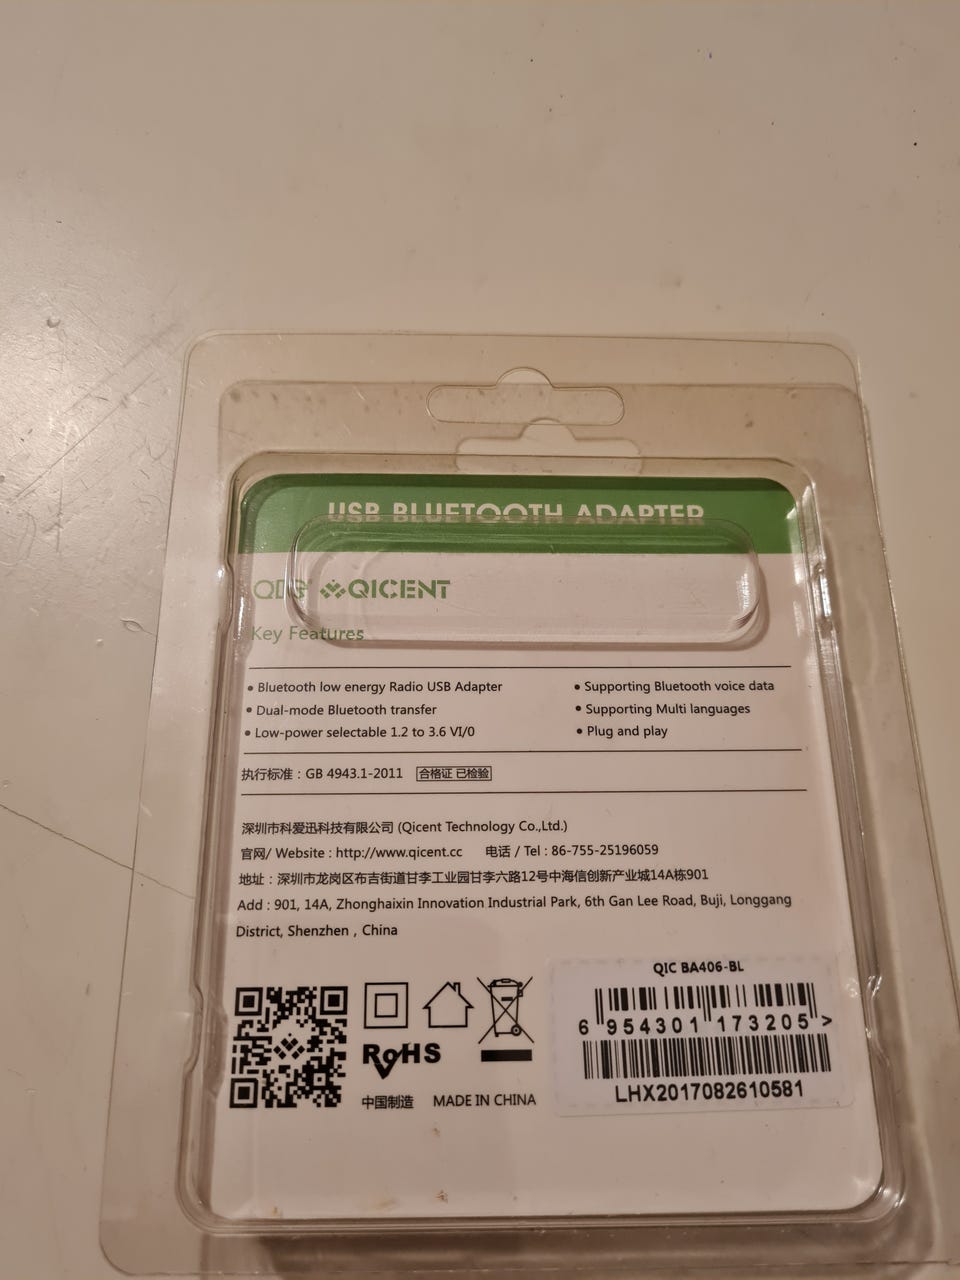 USB BLUETOOTH ADAPTER
QICENT
Key Features
• Bluetooth low energy Radio USB Adapter
• Dual-mode Bluetooth transfer
• Low-power selectable 1.2 to 3.6 VI/0
• Supporting Bluetooth voice data
• Supporting Multi languages
• Plug and play
执行标准：GB 4943.1-2011 合格证 已检验
深圳市科爱迅科技有限公司 (Qicent Technology Co.,Ltd.)
官网/ Website : http://www.qicent.cc 电话 / Tel : 86-755-25196059
地址：深圳市龙岗区布吉街道甘李工业园甘李六路12号中海信创新产业城14A栋901
Add : 901, 14A, Zhonghaixin Innovation Industrial Park, 6th Gan Lee Road, Buji, Longgang
District, Shenzhen , China
RoHS
中国制造 MADE IN CHINA
QIC BA406-BL
6 954301 173205 >
LHX2017082610581